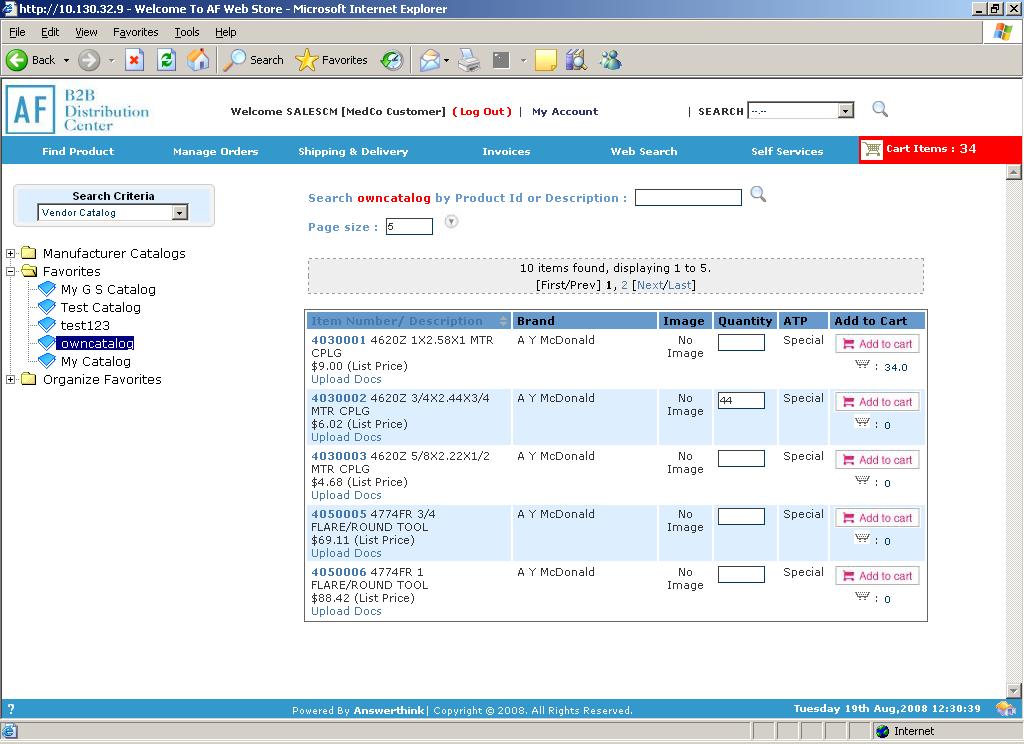 http://10.130.32.9 - Welcome To AF Web Store - Microsoft Internet Explorer
File Edit View Favorites Tools Help
Back Search Favorites
AF B2B Distribution Center
Welcome SALESCM [MedCo Customer] ( Log Out ) | My Account | SEARCH --.--
Find Product Manage Orders Shipping & Delivery Invoices Web Search Self Services Cart Items : 34
Search Criteria
Vendor Catalog
Manufacturer Catalogs
Favorites
My G S Catalog
Test Catalog
test123
owncatalog
My Catalog
Organize Favorites
Search owncatalog by Product Id or Description :
Page size : 5
10 items found, displaying 1 to 5.
[First/Prev] 1, 2 [Next/Last]
Item Number/ Description Brand Image Quantity ATP Add to Cart
4030001 4620Z 1X2.58X1 MTR A Y McDonald No Special Add to cart
CPLG Image
$9.00 (List Price) : 34.0
Upload Docs
4030002 4620Z 3/4X2.44X3/4 A Y McDonald No 44 Special Add to cart
MTR CPLG Image
$6.02 (List Price) : 0
Upload Docs
4030003 4620Z 5/8X2.22X1/2 A Y McDonald No Special Add to cart
MTR CPLG Image
$4.68 (List Price) : 0
Upload Docs
4050005 4774FR 3/4 A Y McDonald No Special Add to cart
FLARE/ROUND TOOL Image
$69.11 (List Price) : 0
Upload Docs
4050006 4774FR 1 A Y McDonald No Special Add to cart
FLARE/ROUND TOOL Image
$88.42 (List Price) : 0
Upload Docs
? Powered By Answerthink| Copyright © 2008. All Rights Reserved. Tuesday 19th Aug,2008 12:30:39
Internet